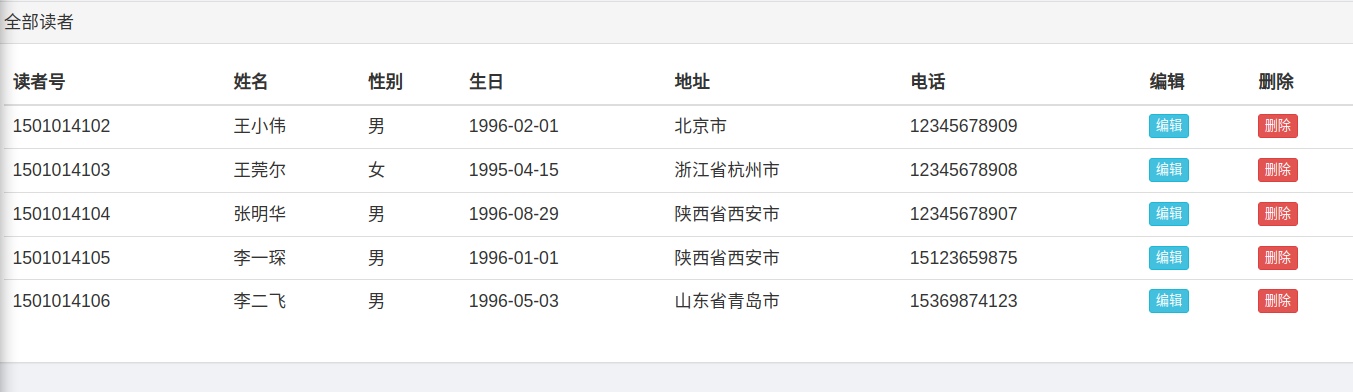 全部读者
读者号 姓名 性别 生日 地址 电话 编辑 删除
1501014102 王小伟 男 1996-02-01 北京市 12345678909 编辑 删除
1501014103 王莞尔 女 1995-04-15 浙江省杭州市 12345678908 编辑 删除
1501014104 张明华 男 1996-08-29 陕西省西安市 12345678907 编辑 删除
1501014105 李一琛 男 1996-01-01 陕西省西安市 15123659875 编辑 删除
1501014106 李二飞 男 1996-05-03 山东省青岛市 15369874123 编辑 删除